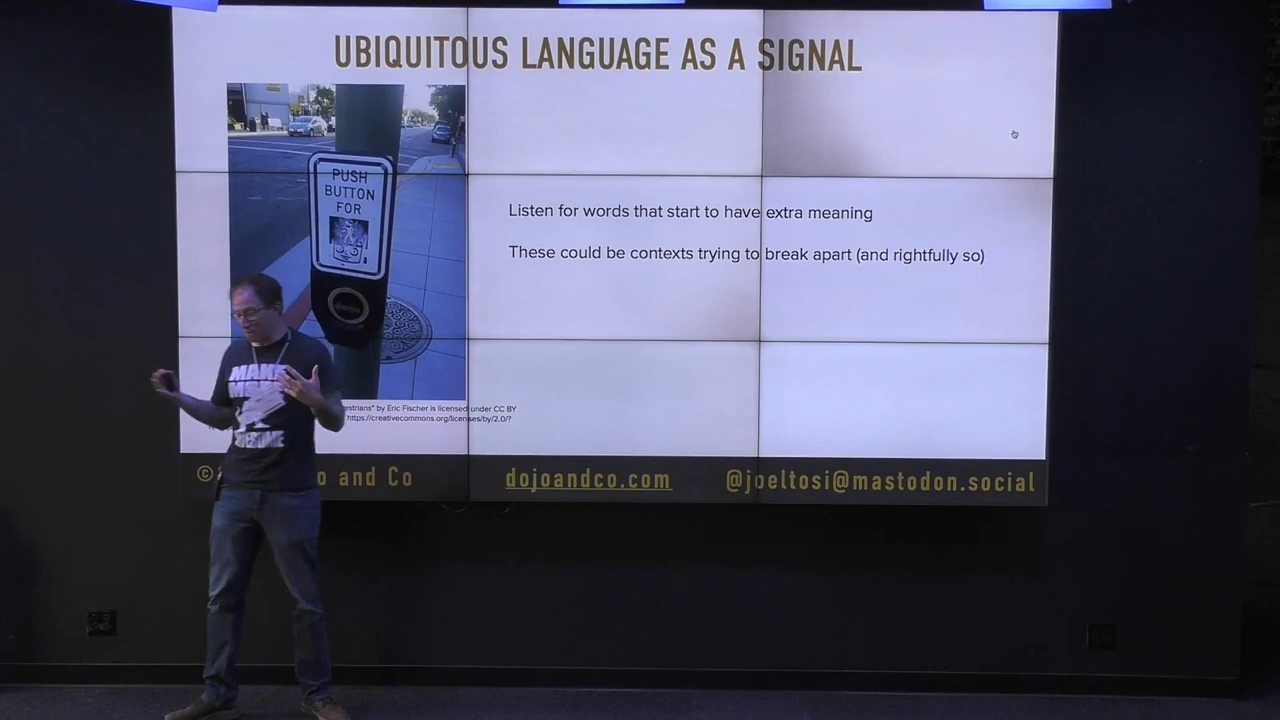 UBIQUITOUS LANGUAGE AS A SIGNAL
PUSH
BUTTON
FOR
Listen for words that start to have extra meaning
These could be contexts trying to break apart (and rightfully so)
by Eric Fischer is licensed under CC BY
https://creativecommons.org/licenses/by/2.0/?
MAKE
© and Co
dojoandco.com
@joeltosi@mastodon.social